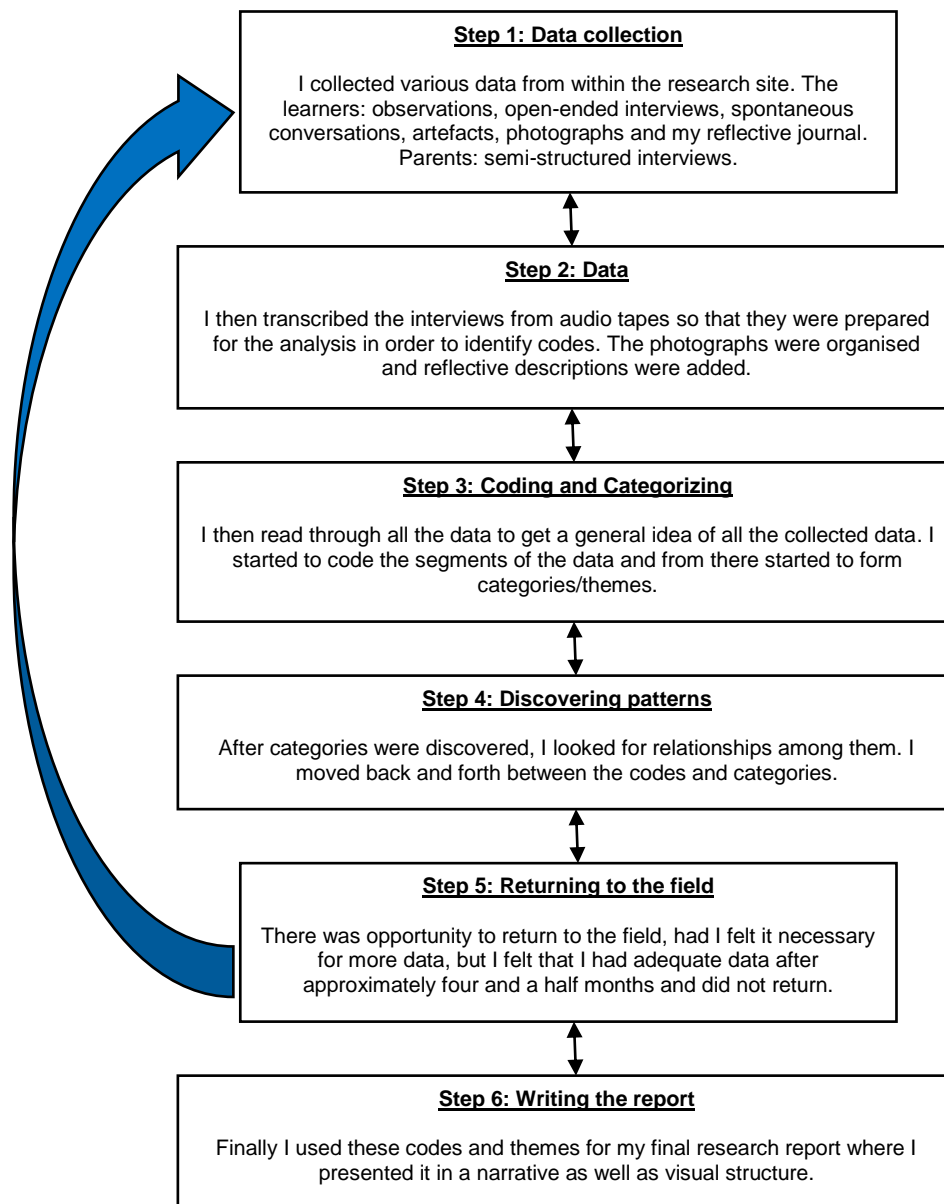 Step 1: Data collection
I collected various data from within the research site. The
learners: observations, open-ended interviews, spontaneous
conversations, artefacts, photographs and my reflective journal.
Parents: semi-structured interviews.
Step 2: Data
I then transcribed the interviews from audio tapes so that they were prepared
for the analysis in order to identify codes. The photographs were organised
and reflective descriptions were added.
Step 3: Coding and Categorizing
I then read through all the data to get a general idea of all the collected data. I
started to code the segments of the data and from there started to form
categories/themes.
Step 4: Discovering patterns
After categories were discovered, I looked for relationships among them. I
moved back and forth between the codes and categories.
Step 5: Returning to the field
There was opportunity to return to the field, had I felt it necessary
for more data, but I felt that I had adequate data after
approximately four and a half months and did not return.
Step 6: Writing the report
Finally I used these codes and themes for my final research report where I
presented it in a narrative as well as visual structure.